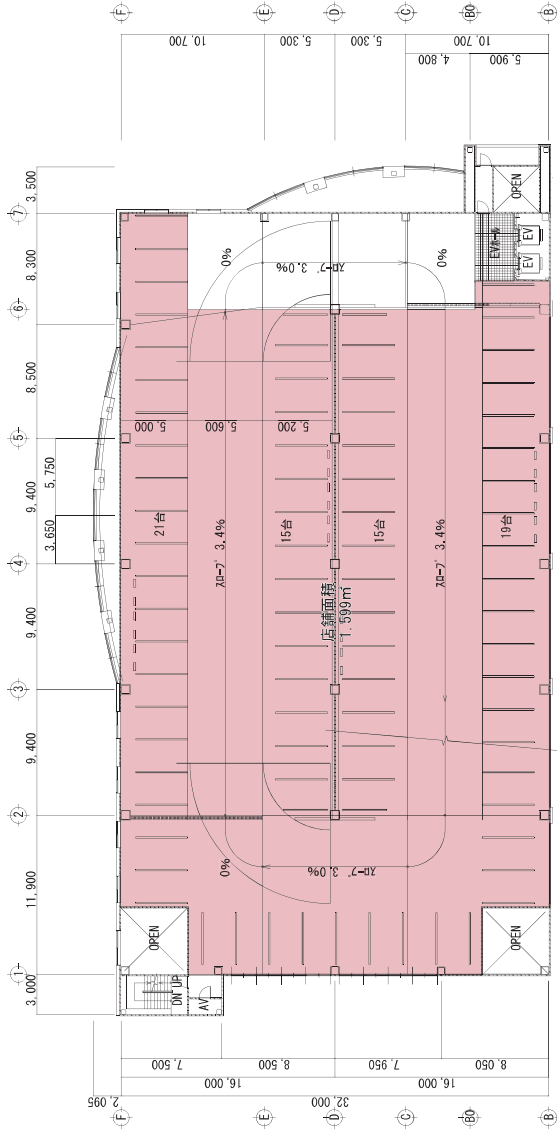 F
E
D
C
B0
B
10,700
5,300
5,300
10,700
4,800
5,900
3,500
7
8,300
6
8,500
5
9,400
5,750
3,650
4
9,400
3
9,400
2
11,900
1
3,000
OPEN
EVホール
EV
EV
0%
ｽﾛｰﾌﾟ 3.0%
0%
5,000
5,600
5,200
21台
ｽﾛｰﾌﾟ 3.4%
15台
15台
ｽﾛｰﾌﾟ 3.4%
19台
店舗面積
1,599㎡
0%
ｽﾛｰﾌﾟ 3.0%
OPEN
OPEN
DN UP
AV
7,500
8,500
7,950
8,050
16,000
16,000
2,095
32,000
F
E
D
C
B0
B